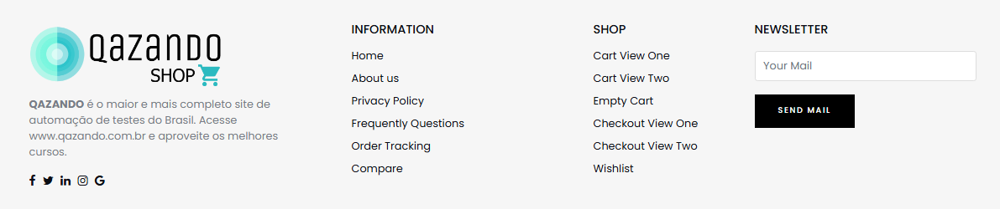 QAZANDO
SHOP
QAZANDO é o maior e mais completo site de
automação de testes do Brasil. Acesse
www.qazando.com.br e aproveite os melhores
cursos.
INFORMATION
Home
About us
Privacy Policy
Frequently Questions
Order Tracking
Compare
SHOP
Cart View One
Cart View Two
Empty Cart
Checkout View One
Checkout View Two
Wishlist
NEWSLETTER
Your Mail
SEND MAIL